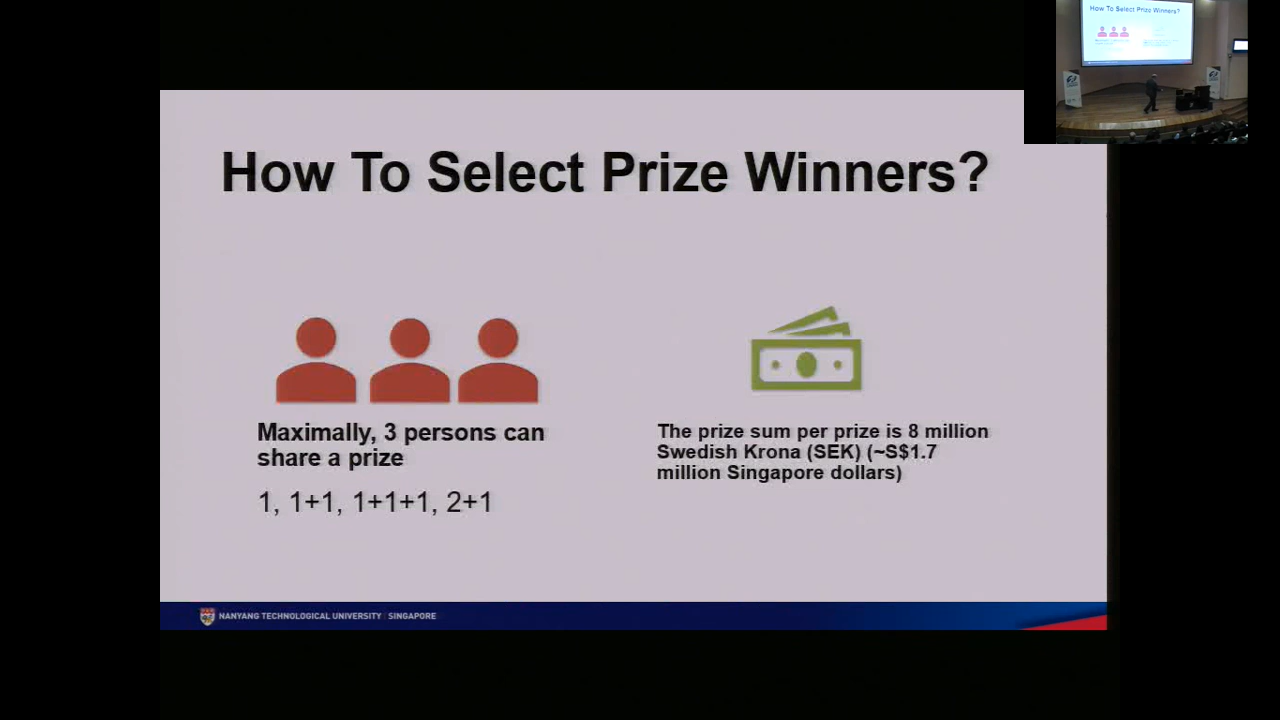 How To Select Prize Winners?
How To Select Prize Winners?
Maximally, 3 persons can
share a prize
1, 1+1, 1+1+1, 2+1
The prize sum per prize is 8 million
Swedish Krona (SEK) (~S$1.7
million Singapore dollars)
NANYANG TECHNOLOGICAL UNIVERSITY | SINGAPORE